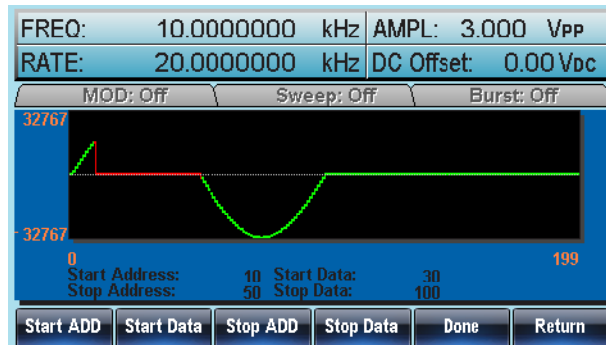 FREQ: 10.0000000 kHz AMPL: 3.000 VPP
RATE: 20.0000000 kHz DC Offset: 0.00 VDC
MOD: Off Sweep: Off Burst: Off
32767
- 32767
0 199
Start Address: 10 Start Data: 30
Stop Address: 50 Stop Data: 100
Start ADD Start Data Stop ADD Stop Data Done Return